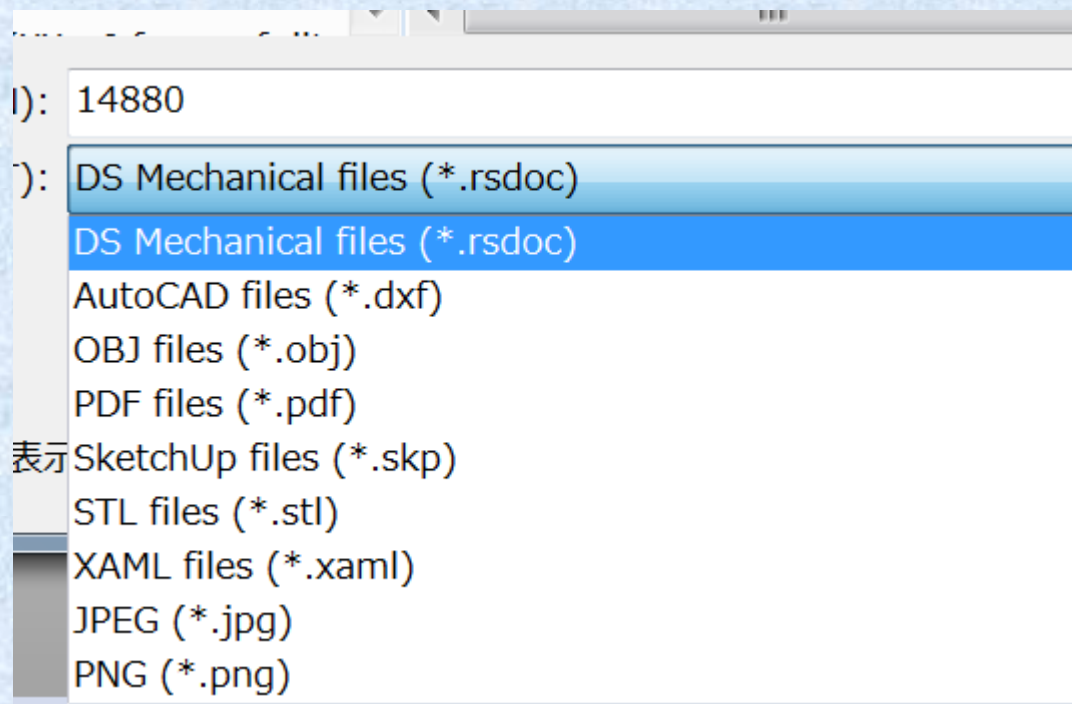 ): 14880
): DS Mechanical files (*.rsdoc)
DS Mechanical files (*.rsdoc)
AutoCAD files (*.dxf)
OBJ files (*.obj)
PDF files (*.pdf)
表示 SketchUp files (*.skp)
STL files (*.stl)
XAML files (*.xaml)
JPEG (*.jpg)
PNG (*.png)